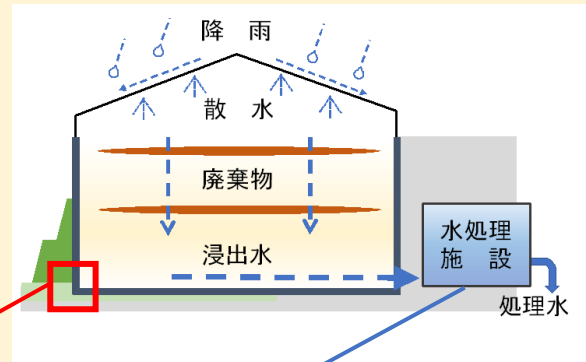 降　雨
散　水
廃棄物
浸出水
水処理
施　設
処理水